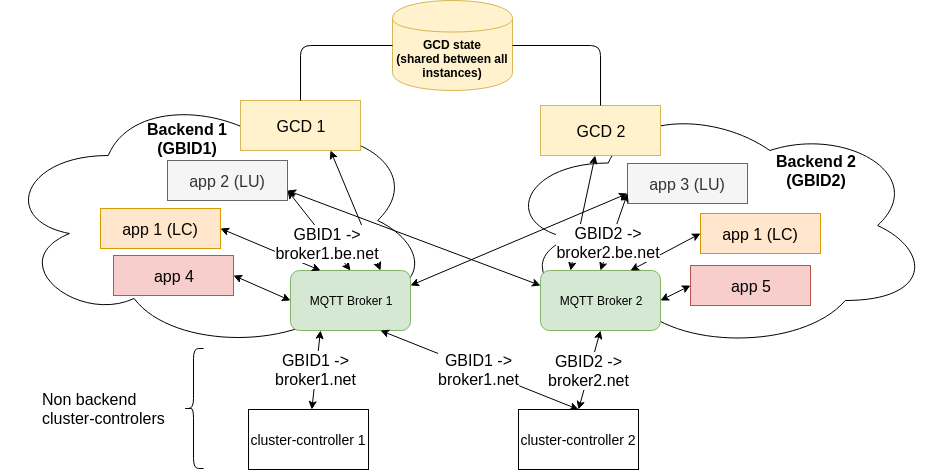 GCD state
(shared between all
instances)
GCD 1
GCD 2
Backend 1
(GBID1)
Backend 2
(GBID2)
app 2 (LU)
app 3 (LU)
app 1 (LC)
app 1 (LC)
GBID1 ->
broker1.be.net
GBID2 ->
broker2.be.net
app 4
app 5
MQTT Broker 1
MQTT Broker 2
GBID1 ->
broker1.net
GBID1 ->
broker1.net
GBID2 ->
broker2.net
Non backend
cluster-controlers
cluster-controller 1
cluster-controller 2